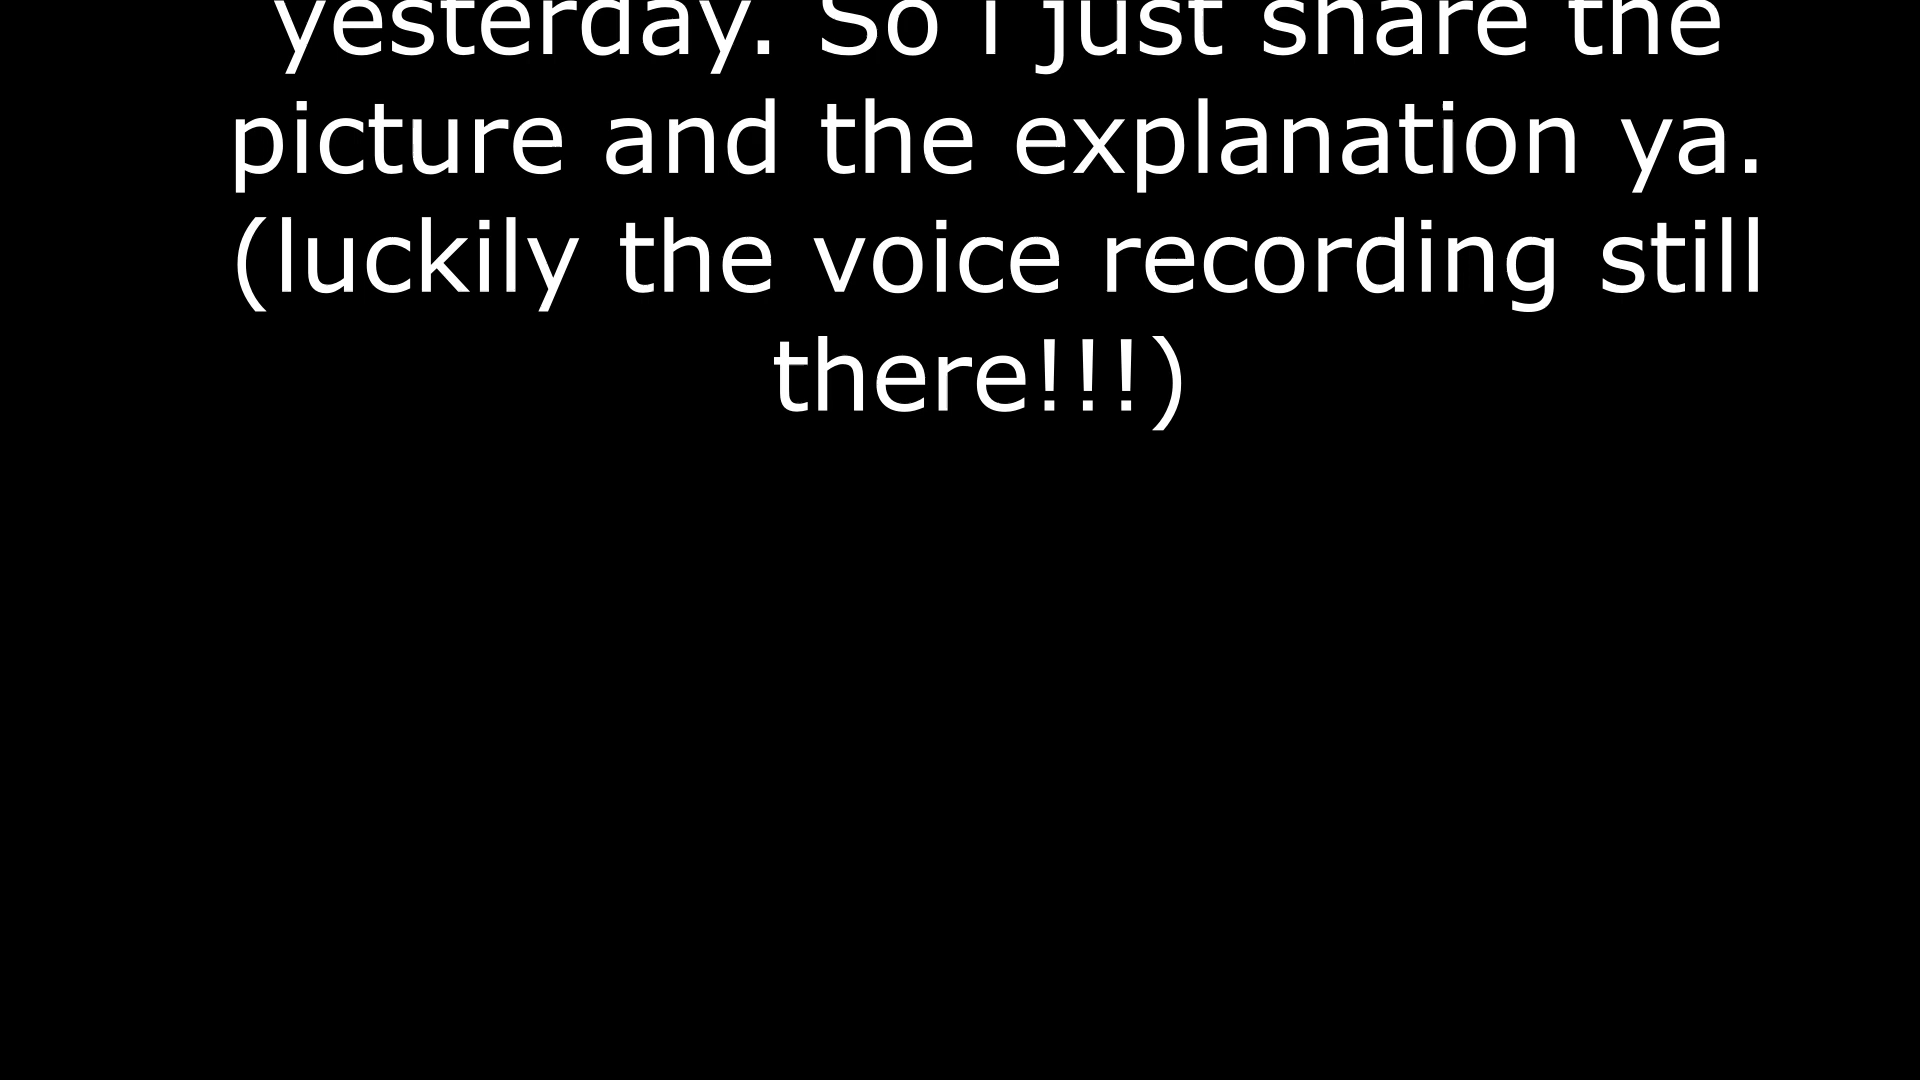 yesterday. So i just share the
picture and the explanation ya.
(luckily the voice recording still
there!!!)